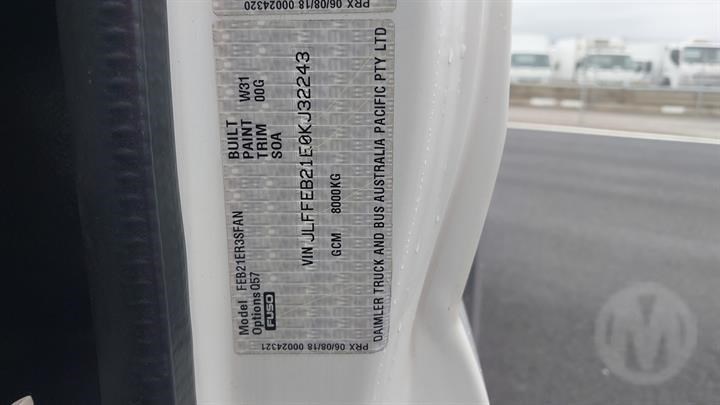 PRX 06/08/18 00024320
Model FEB21ER3SFAN
Options O57
FUSO
BUILT W31
PAINT 00G
TRIM
SOA
VIN JLFFEB21E0KJ32243
GCM 8000KG
DAIMLER TRUCK AND BUS AUSTRALIA PACIFIC PTY LTD
PRX 06/08/18 00024321
M